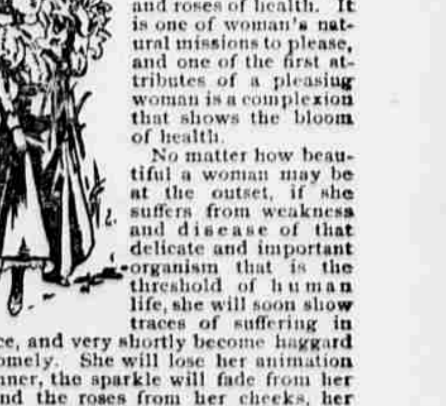 and roses of health. It
is one of woman's nat-
ural missions to please,
and one of the first at-
tributes of a pleasing
woman is a complexion
that shows the bloom
of health.
No matter how beau-
tiful a woman may be
at the outset, if she
suffers from weakness
and disease of that
delicate and important
organism that is the
threshold of human
life, she will soon show
traces of suffering in
ce, and very shortly become haggard
omely. She will lose her animation
nner, the sparkle will fade from her
nd the roses from her cheeks, her